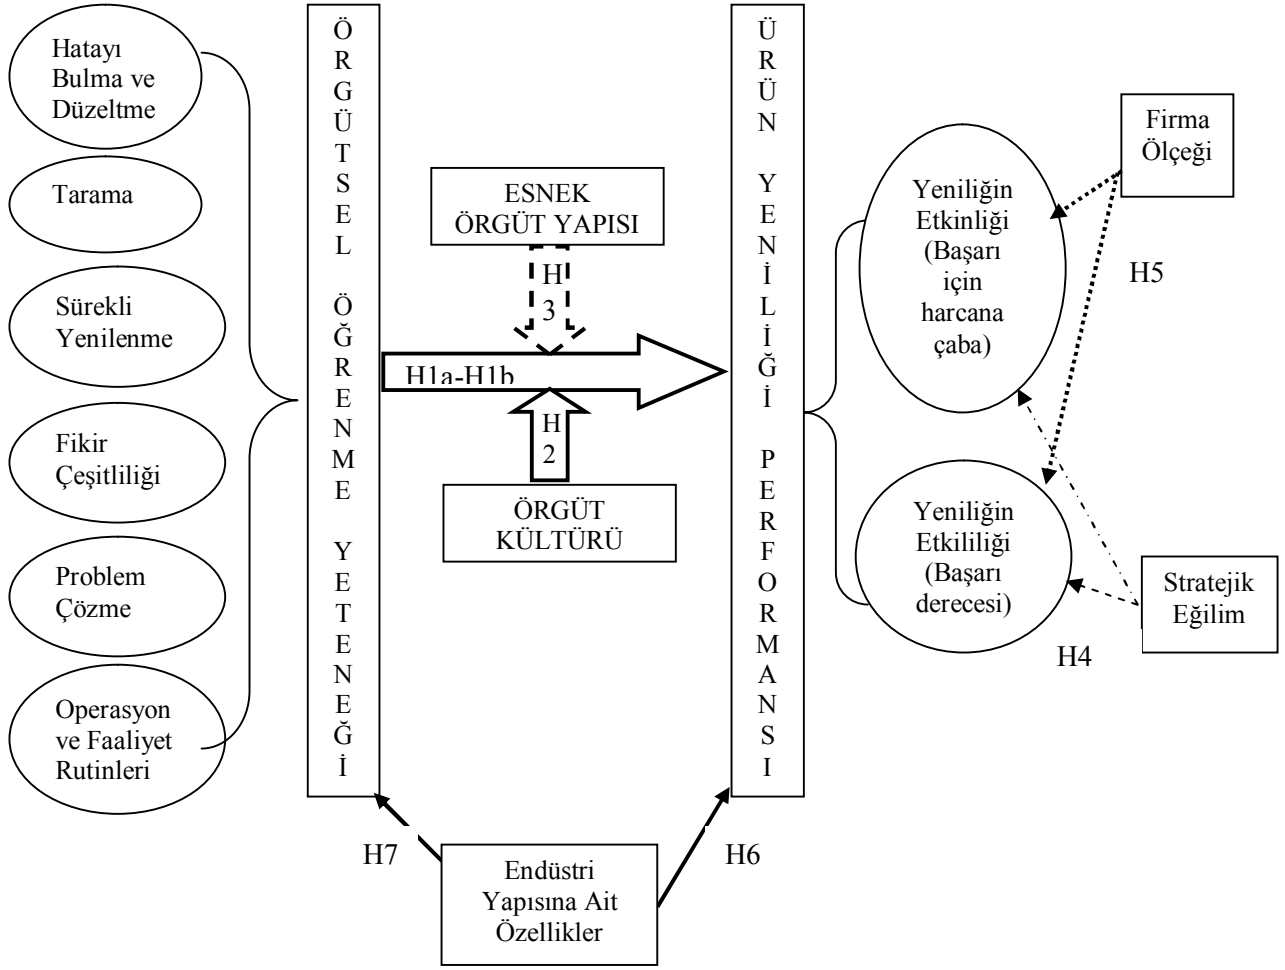 Hatayı
Bulma ve
Düzeltme
Tarama
Sürekli
Yenilenme
Fikir
Çeşitliliği
Problem
Çözme
Operasyon
ve Faaliyet
Rutinleri
ÖRGÜTSEL ÖĞRENME YETENEĞİ
ESNEK
ÖRGÜT YAPISI
H
3
H1a-H1b
H
2
ÖRGÜT
KÜLTÜRÜ
ÜRÜN YENİLİĞİ PERFORMANSI
Yeniliğin
Etkinliği
(Başarı
için
harcana
çaba)
Yeniliğin
Etkililiği
(Başarı
derecesi)
Firma
Ölçeği
H5
Stratejik
Eğilim
H4
H7
H6
Endüstri
Yapısına Ait
Özellikler